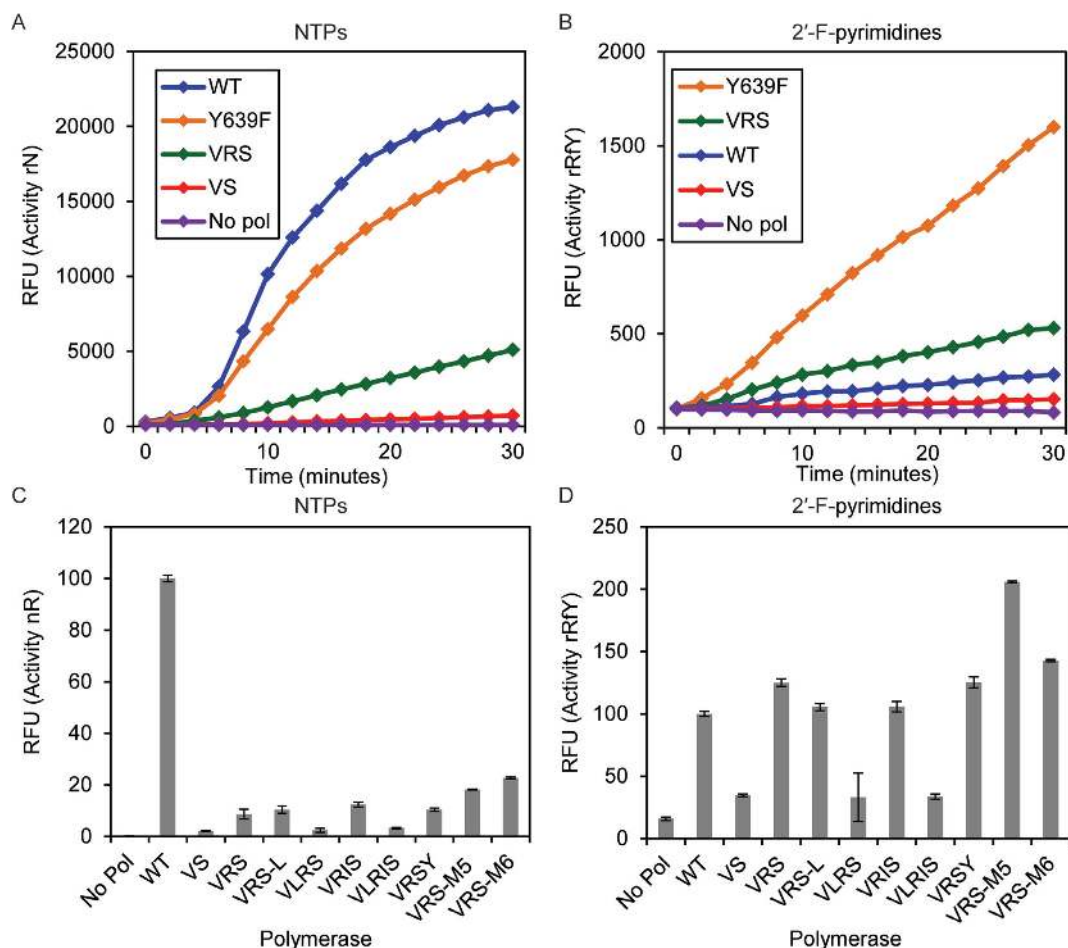 A
NTPs
RFU (Activity rN)
25000
20000
15000
10000
5000
0
WT
Y639F
VRS
VS
No pol
0 10 20 30
Time (minutes)
B
2'-F-pyrimidines
RFU (Activity rRfY)
2000
1500
1000
500
0
Y639F
VRS
WT
VS
No pol
0 10 20 30
Time (minutes)
C
NTPs
RFU (Activity nR)
120
100
80
60
40
20
0
No Pol
WT
VS
VRS
VRS-L
VLRS
VRIS
VLRIS
VRSY
VRS-M5
VRS-M6
Polymerase
D
2'-F-pyrimidines
RFU (Activity rRfY)
250
200
150
100
50
0
No Pol
WT
VS
VRS
VRS-L
VLRS
VRIS
VLRIS
VRSY
VRS-M5
VRS-M6
Polymerase